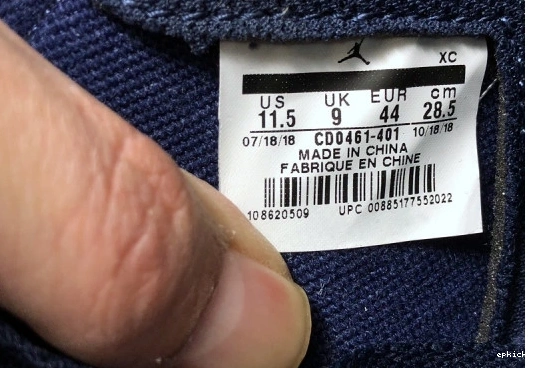 XC
US UK EUR cm
11.5 9 44 28.5
07/18/18 CD0461-401 10/18/18
MADE IN CHINA
FABRIQUE EN CHINE
108620509 UPC 00885177552022
epkick